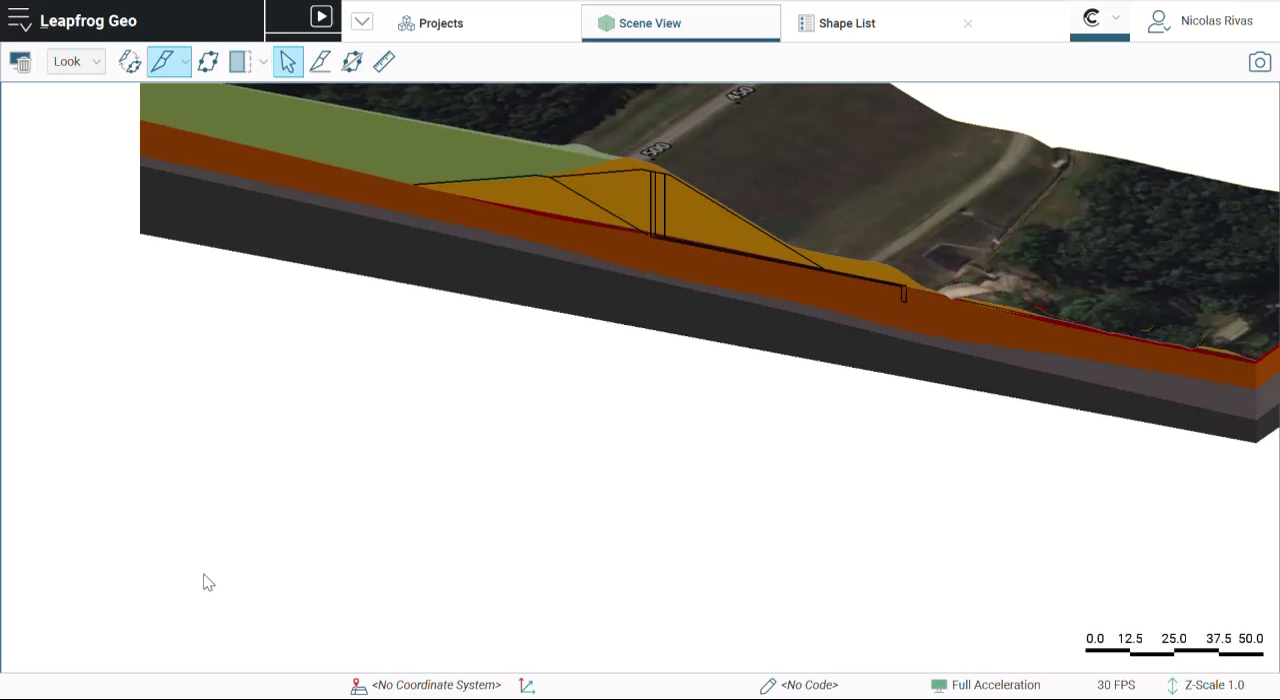 Leapfrog Geo
Projects
Scene View
Shape List
Nicolas Rivas
Look
450
500
0.0 12.5 25.0 37.5 50.0
<No Coordinate System>
<No Code>
Full Acceleration
30 FPS
Z-Scale 1.0